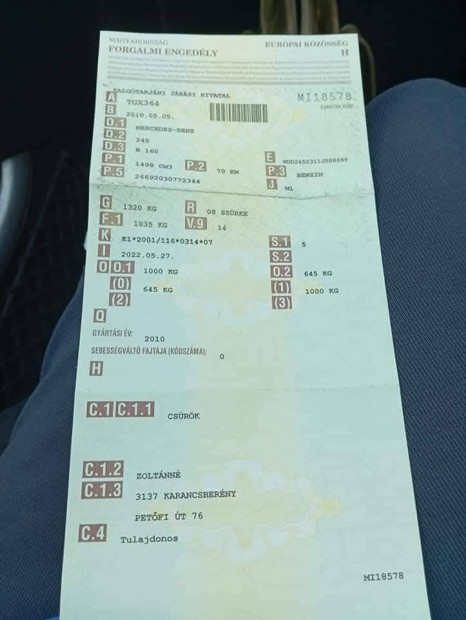 MAGYARORSZÁG EURÓPAI KÖZÖSSÉG
FORGALMI ENGEDÉLY H
SALGÓTARJÁNI JÁRÁSI HIVATAL MI18578
A TGX364
B 2010.05.05.
D.1 MERCEDES-BENZ
D.2 245
D.3 B 160 E
P.1 1498 CM3 P.2 70 KW P.3 BENZIN
P.5 26692030772344 J M1
G 1320 KG R 08 SZÜRKE
F.1 1835 KG V.9 14
K E1*2001/116*0314*07 S.1 5
I 2022.05.27. S.2
O O.1 1000 KG O.2 645 KG
(0) 645 KG (1) 1000 KG
(2) (3)
Q
GYÁRTÁSI ÉV: 2010
SEBESSÉGVÁLTÓ FAJTÁJA (KÓDSZÁMA): 0
H
C.1 C.1.1 CSÜRÖK
C.1.2 ZOLTÁNNÉ
C.1.3 3137 KARANCSBERÉNY
PETŐFI ÚT 76
C.4 Tulajdonos
MI18578